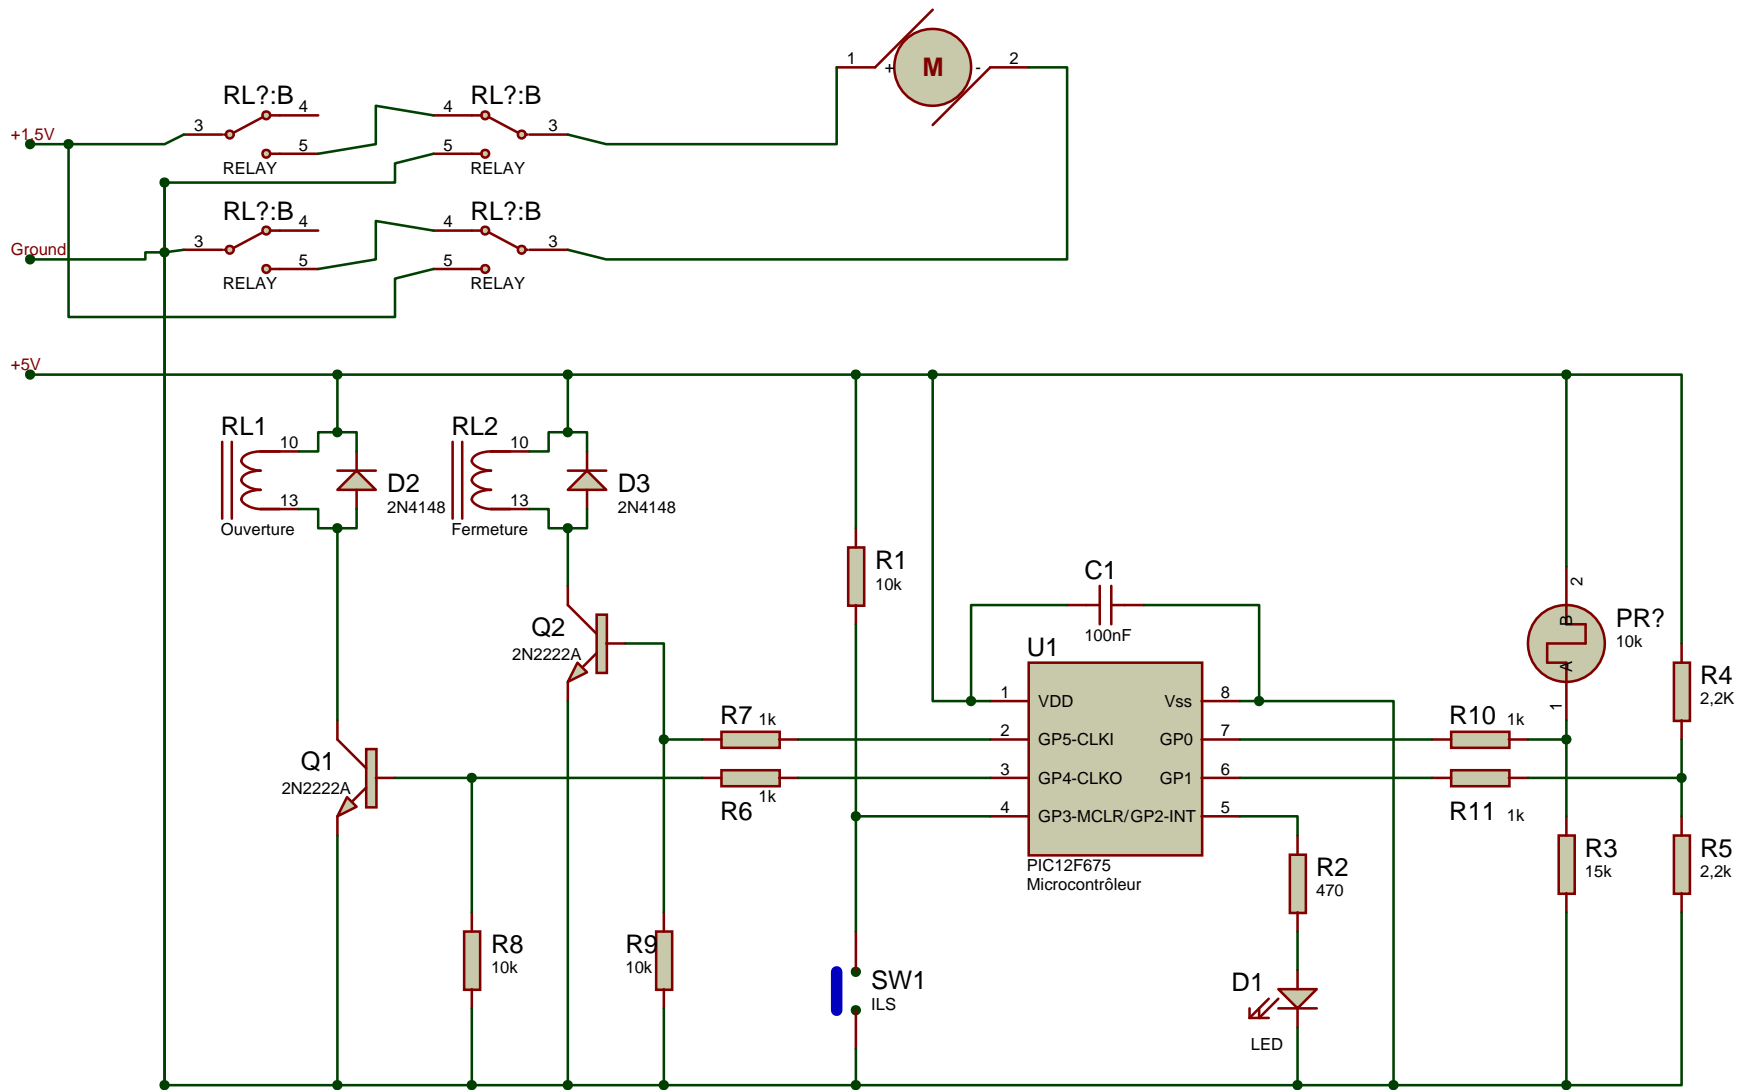 M
1
+
-
2
RL?:B
4
3
5
RELAY
RL?:B
4
3
5
RELAY
+1.5V
RL?:B
4
3
5
RELAY
RL?:B
4
3
5
RELAY
Ground
+5V
RL1
10
13
Ouverture
D2
2N4148
RL2
10
13
Fermeture
D3
2N4148
R1
10k
C1
100nF
Q2
2N2222A
Q1
2N2222A
R7 1k
R6 1k
U1
1 VDD
2 GP5-CLKI
3 GP4-CLKO
4 GP3-MCLR/GP2-INT 5
Vss 8
GP0 7
GP1 6
PIC12F675
Microcontrôleur
R10 1k
R11 1k
2
B
A
1
PR?
10k
R4
2,2K
R3
15k
R5
2,2k
R2
470
R8
10k
R9
10k
SW1
ILS
D1
LED